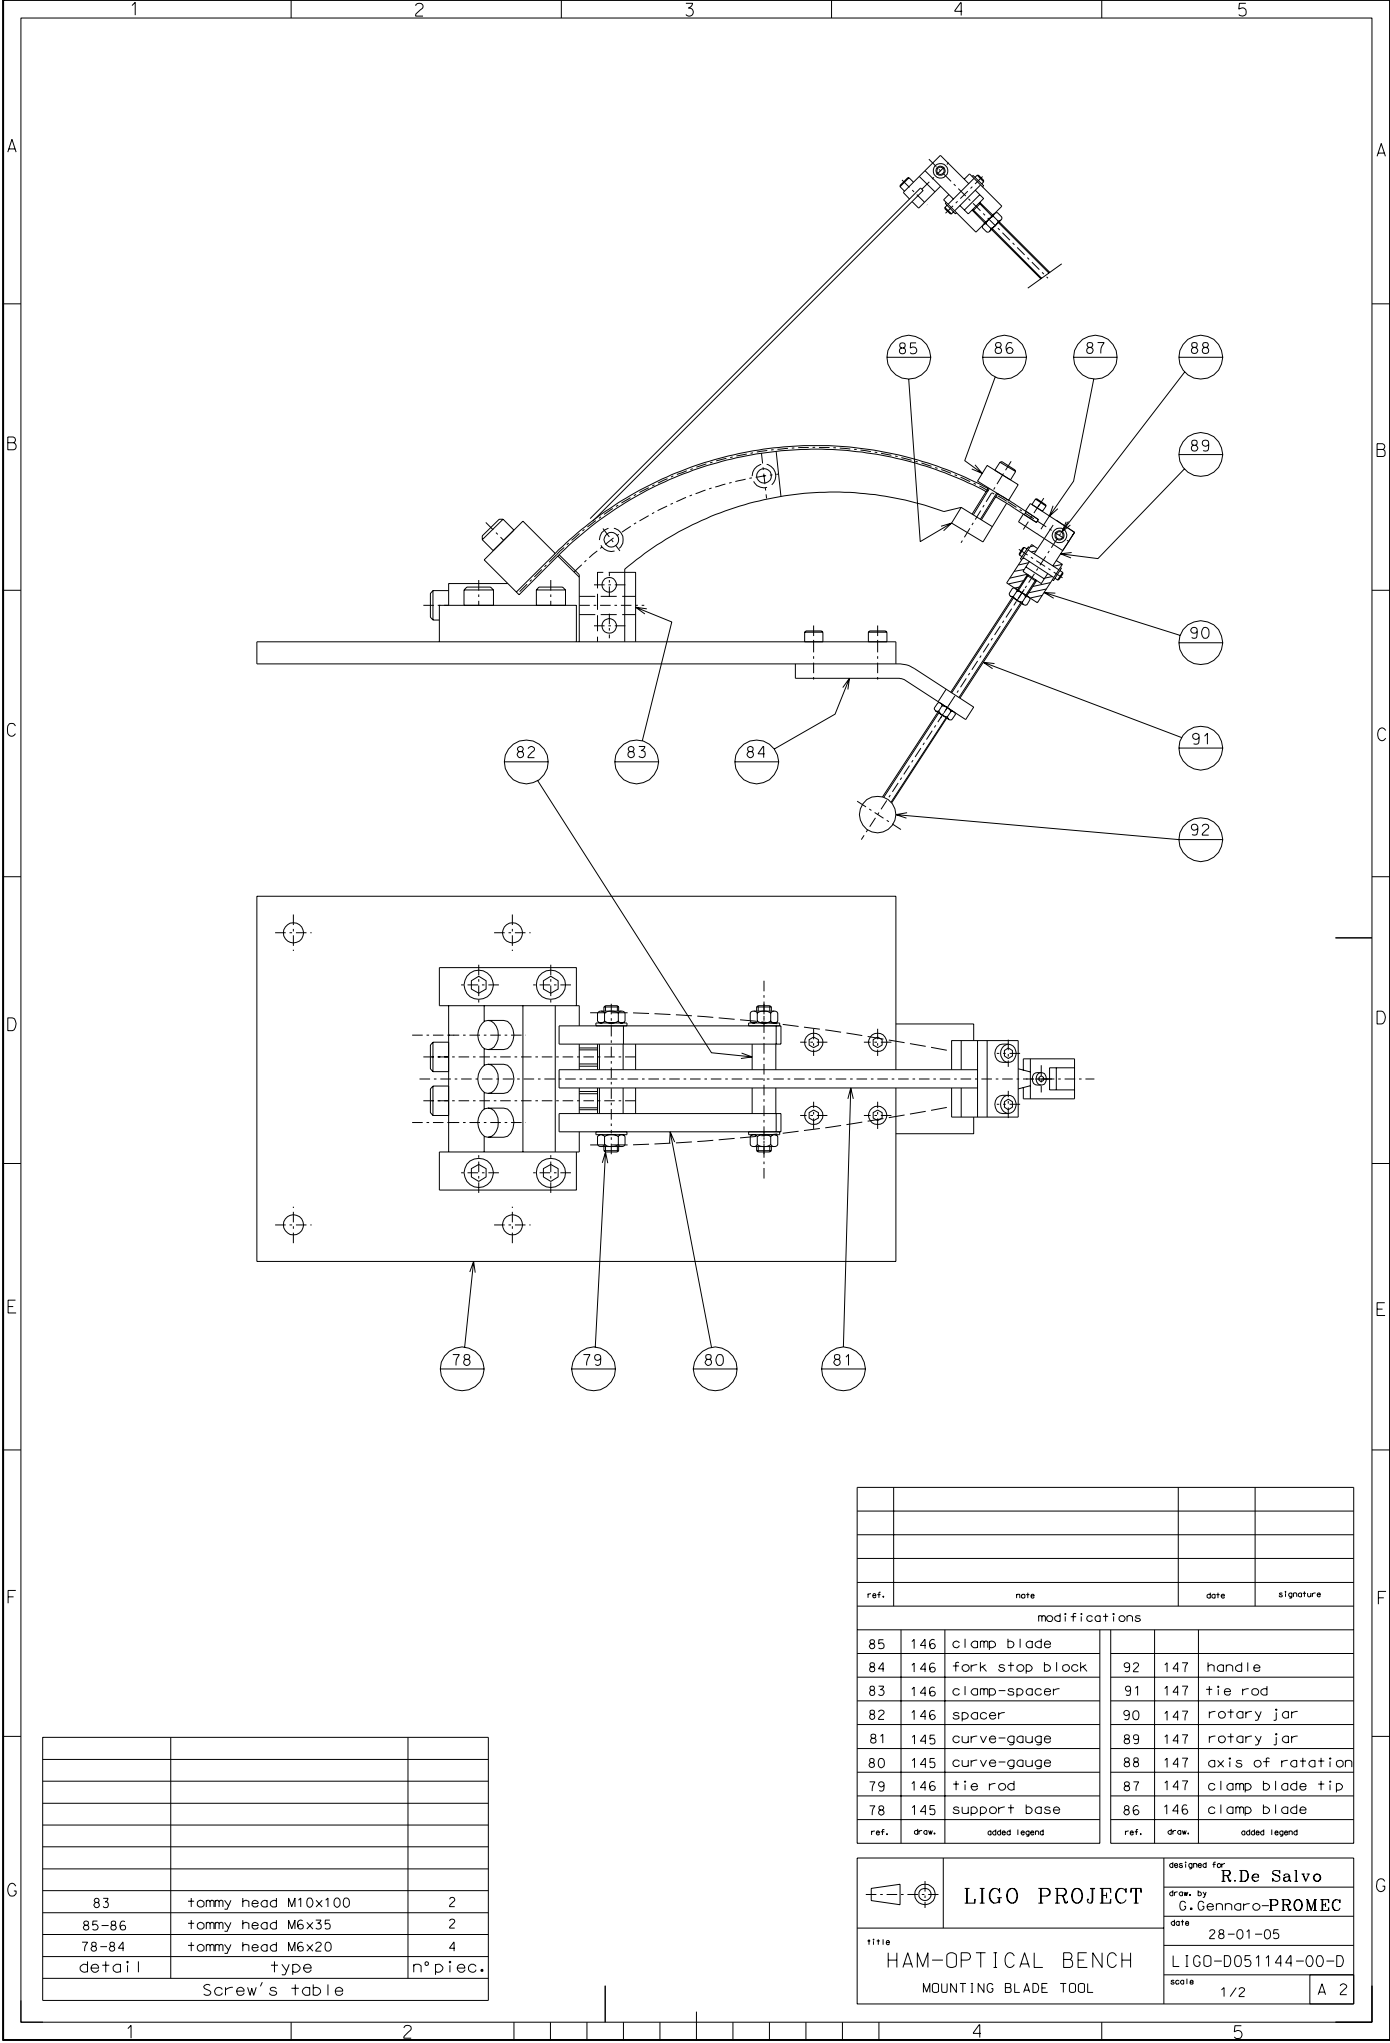 1 2 3 4 5
A A
85 86 87 88
B B
89
90
C C
82 83 84 91
92
D D
E E
78 79 80 81
F F
ref. note date signature
modifications
85 146 clamp blade
84 146 fork stop block 92 147 handle
83 146 clamp-spacer 91 147 tie rod
82 146 spacer 90 147 rotary jar
81 145 curve-gauge 89 147 rotary jar
80 145 curve-gauge 88 147 axis of ratation
79 146 tie rod 87 147 clamp blade tip
78 145 support base 86 146 clamp blade
ref. draw. added legend ref. draw. added legend
G G
83 tommy head M10x100 2
85-86 tommy head M6x35 2
78-84 tommy head M6x20 4
detail type n°piec.
Screw's table
LIGO PROJECT
designed for R.De Salvo
draw. by G.Gennaro-PROMEC
date 28-01-05
title HAM-OPTICAL BENCH
MOUNTING BLADE TOOL
LIGO-D051144-00-D
scale 1/2 A 2
1 2 4 5